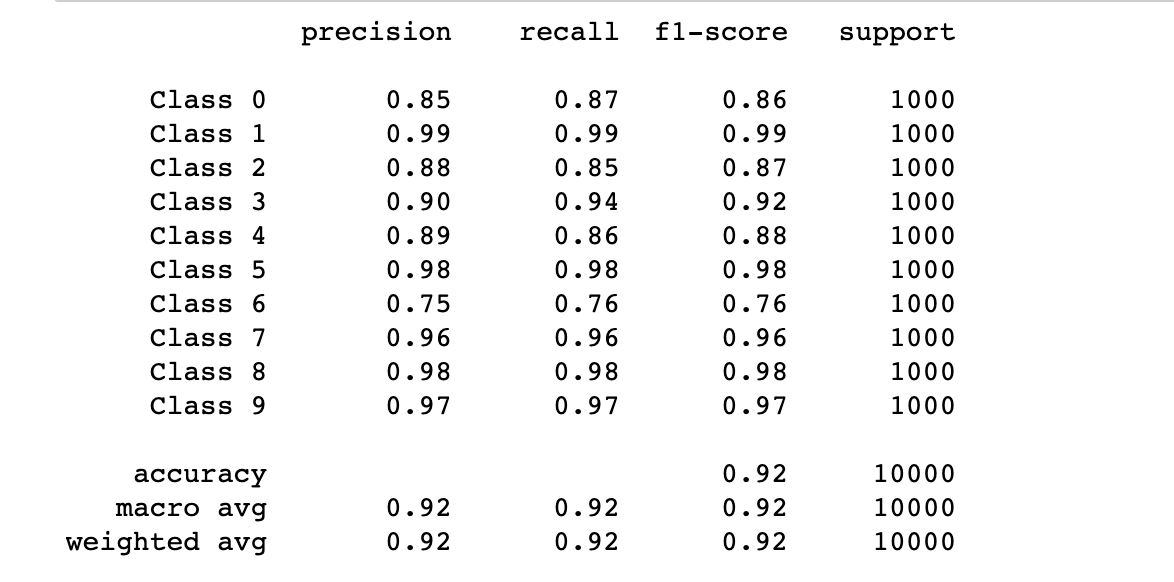 precision recall f1-score support
Class 0 0.85 0.87 0.86 1000
Class 1 0.99 0.99 0.99 1000
Class 2 0.88 0.85 0.87 1000
Class 3 0.90 0.94 0.92 1000
Class 4 0.89 0.86 0.88 1000
Class 5 0.98 0.98 0.98 1000
Class 6 0.75 0.76 0.76 1000
Class 7 0.96 0.96 0.96 1000
Class 8 0.98 0.98 0.98 1000
Class 9 0.97 0.97 0.97 1000
accuracy 0.92 10000
macro avg 0.92 0.92 0.92 10000
weighted avg 0.92 0.92 0.92 10000